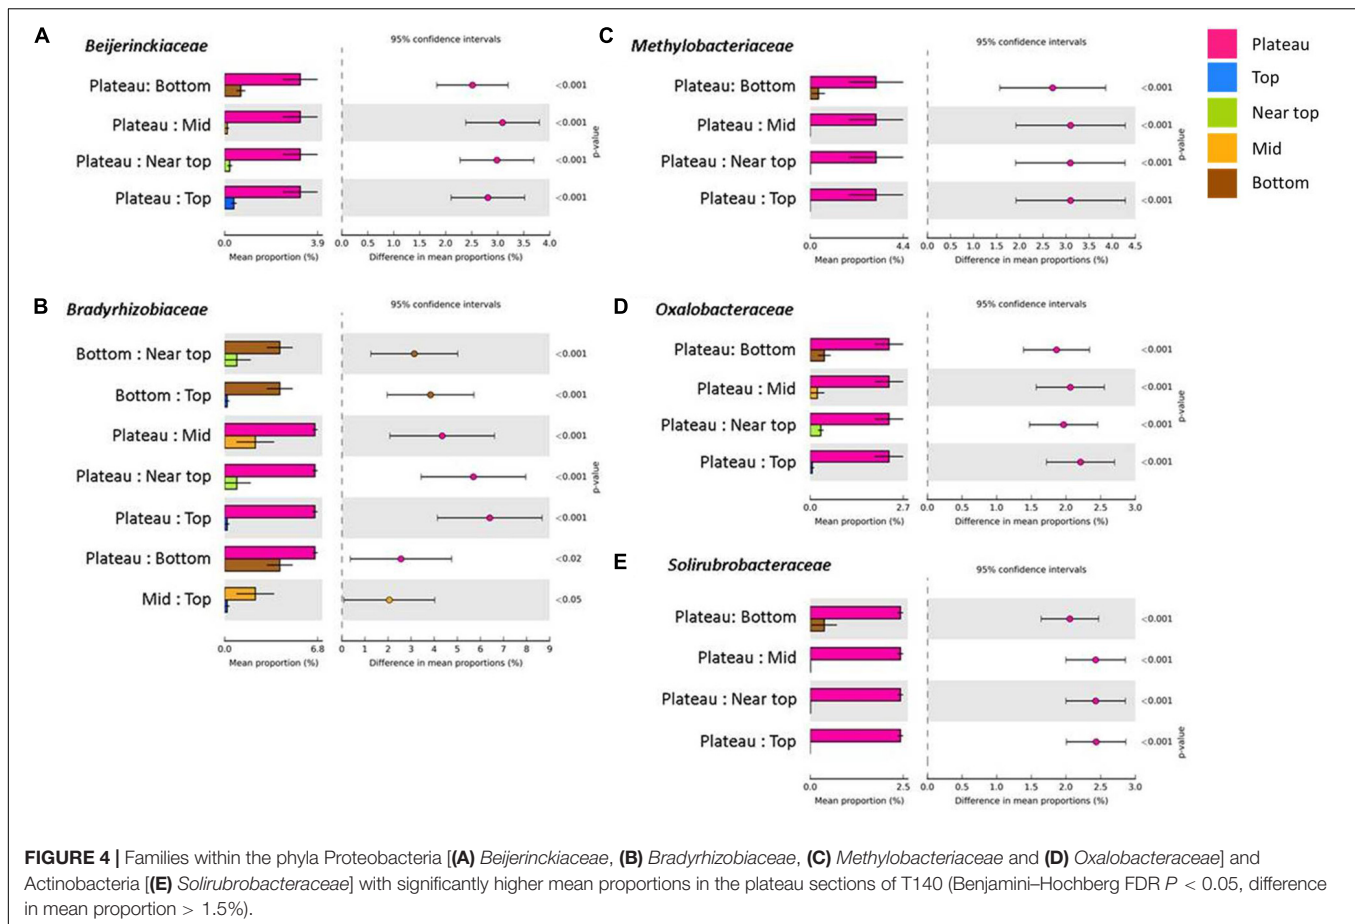 A
Beijerinckiaceae
95% confidence intervals
Plateau: Bottom
<0.001
Plateau : Mid
<0.001
Plateau : Near top
<0.001
Plateau : Top
<0.001
p-value
0.0 3.9
Mean proportion (%)
0.0 0.5 1.0 1.5 2.0 2.5 3.0 3.5 4.0
Difference in mean proportions (%)
B
Bradyrhizobiaceae
95% confidence intervals
Bottom : Near top
<0.001
Bottom : Top
<0.001
Plateau : Mid
<0.001
Plateau : Near top
<0.001
Plateau : Top
<0.001
Plateau : Bottom
<0.02
Mid : Top
<0.05
p-value
0.0 6.8
Mean proportion (%)
0 1 2 3 4 5 6 7 8 9
Difference in mean proportions (%)
C
Methylobacteriaceae
95% confidence intervals
Plateau: Bottom
<0.001
Plateau : Mid
<0.001
Plateau : Near top
<0.001
Plateau : Top
<0.001
p-value
0.0 4.4
Mean proportion (%)
0.0 0.5 1.0 1.5 2.0 2.5 3.0 3.5 4.0 4.5
Difference in mean proportions (%)
D
Oxalobacteraceae
95% confidence intervals
Plateau: Bottom
<0.001
Plateau : Mid
<0.001
Plateau : Near top
<0.001
Plateau : Top
<0.001
p-value
0.0 2.7
Mean proportion (%)
0.0 0.5 1.0 1.5 2.0 2.5 3.0
Difference in mean proportions (%)
E
Solirubrobacteraceae
95% confidence intervals
Plateau: Bottom
<0.001
Plateau : Mid
<0.001
Plateau : Near top
<0.001
Plateau : Top
<0.001
p-value
0.0 2.5
Mean proportion (%)
0.0 0.5 1.0 1.5 2.0 2.5 3.0
Difference in mean proportions (%)
Plateau
Top
Near top
Mid
Bottom
FIGURE 4 | Families within the phyla Proteobacteria [(A) Beijerinckiaceae, (B) Bradyrhizobiaceae, (C) Methylobacteriaceae and (D) Oxalobacteraceae] and
Actinobacteria [(E) Solirubrobacteraceae] with significantly higher mean proportions in the plateau sections of T140 (Benjamini–Hochberg FDR P < 0.05, difference
in mean proportion > 1.5%).